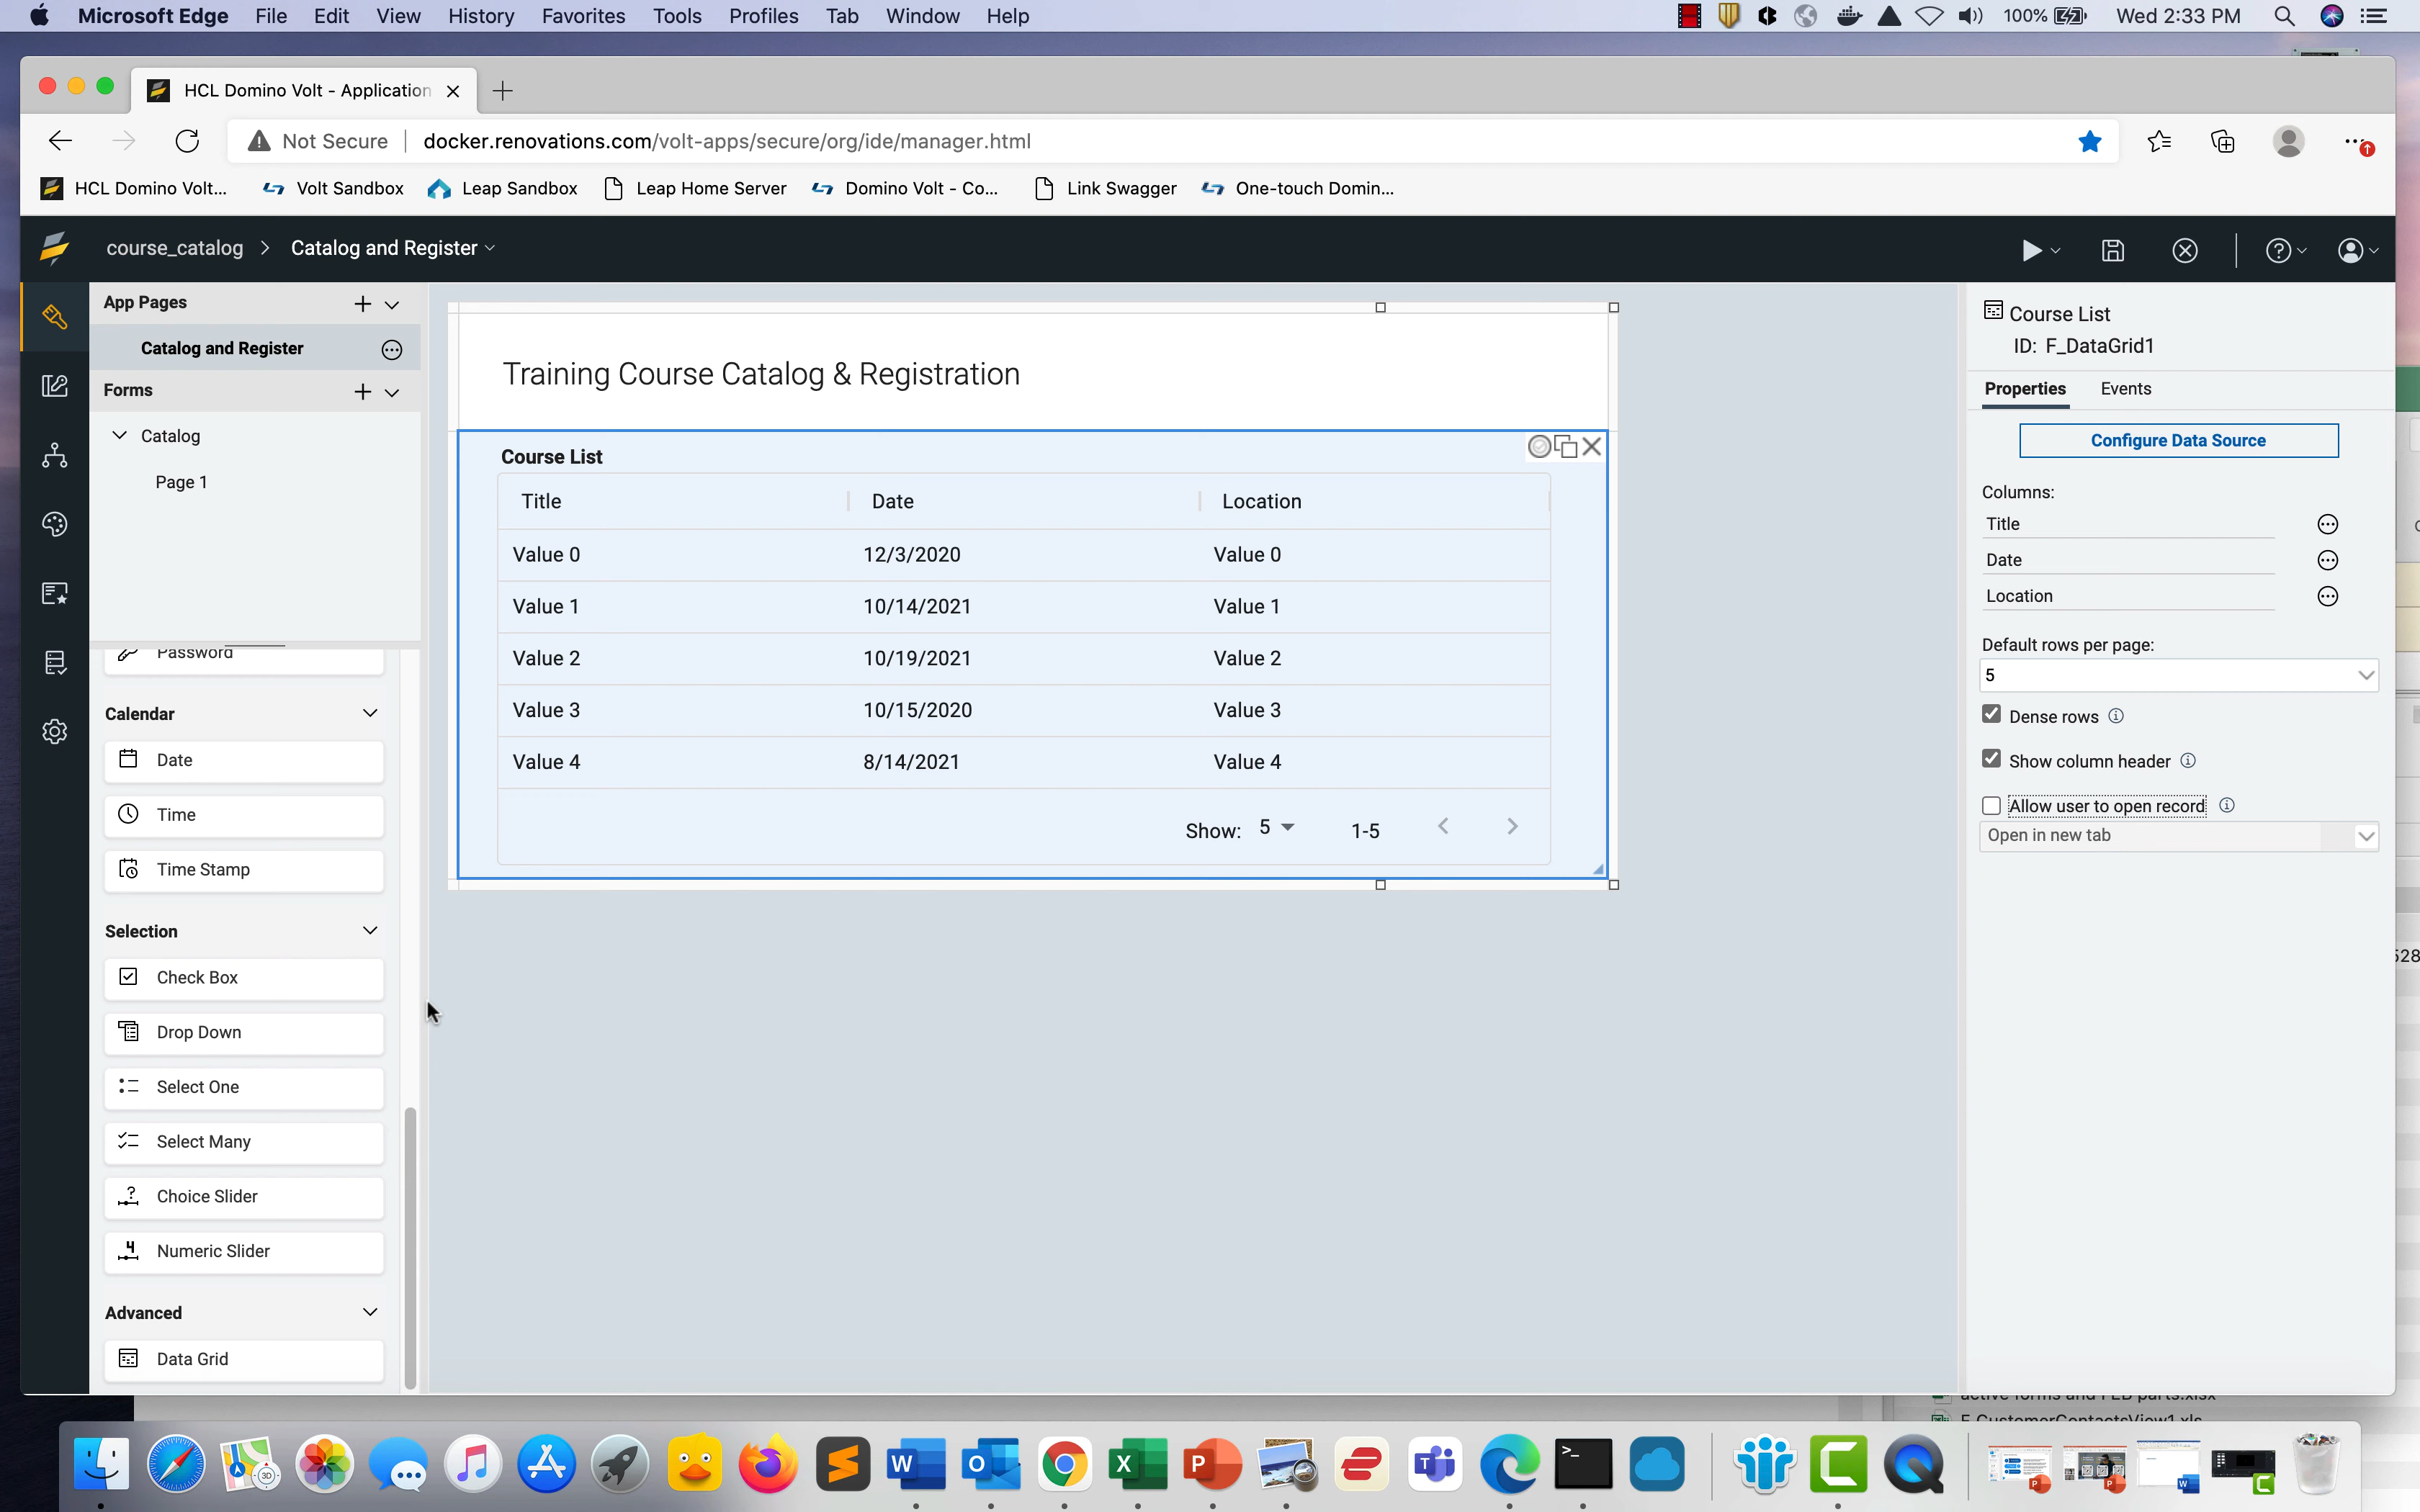 Microsoft Edge File Edit View History Favorites Tools Profiles Tab Window Help 100% Wed 2:33 PM
HCL Domino Volt - Application
Not Secure docker.renovations.com/volt-apps/secure/org/ide/manager.html
HCL Domino Volt... Volt Sandbox Leap Sandbox Leap Home Server Domino Volt - Co... Link Swagger One-touch Domin...
course_catalog > Catalog and Register
App Pages
Catalog and Register
Forms
Catalog
Page 1
Password
Calendar
Date
Time
Time Stamp
Selection
Check Box
Drop Down
Select One
Select Many
Choice Slider
Numeric Slider
Advanced
Data Grid
Training Course Catalog & Registration
Course List
Title Date Location
Value 0 12/3/2020 Value 0
Value 1 10/14/2021 Value 1
Value 2 10/19/2021 Value 2
Value 3 10/15/2020 Value 3
Value 4 8/14/2021 Value 4
Show: 5 1-5
Course List
ID: F_DataGrid1
Properties Events
Configure Data Source
Columns:
Title
Date
Location
Default rows per page:
5
Dense rows
Show column header
Allow user to open record
Open in new tab
528